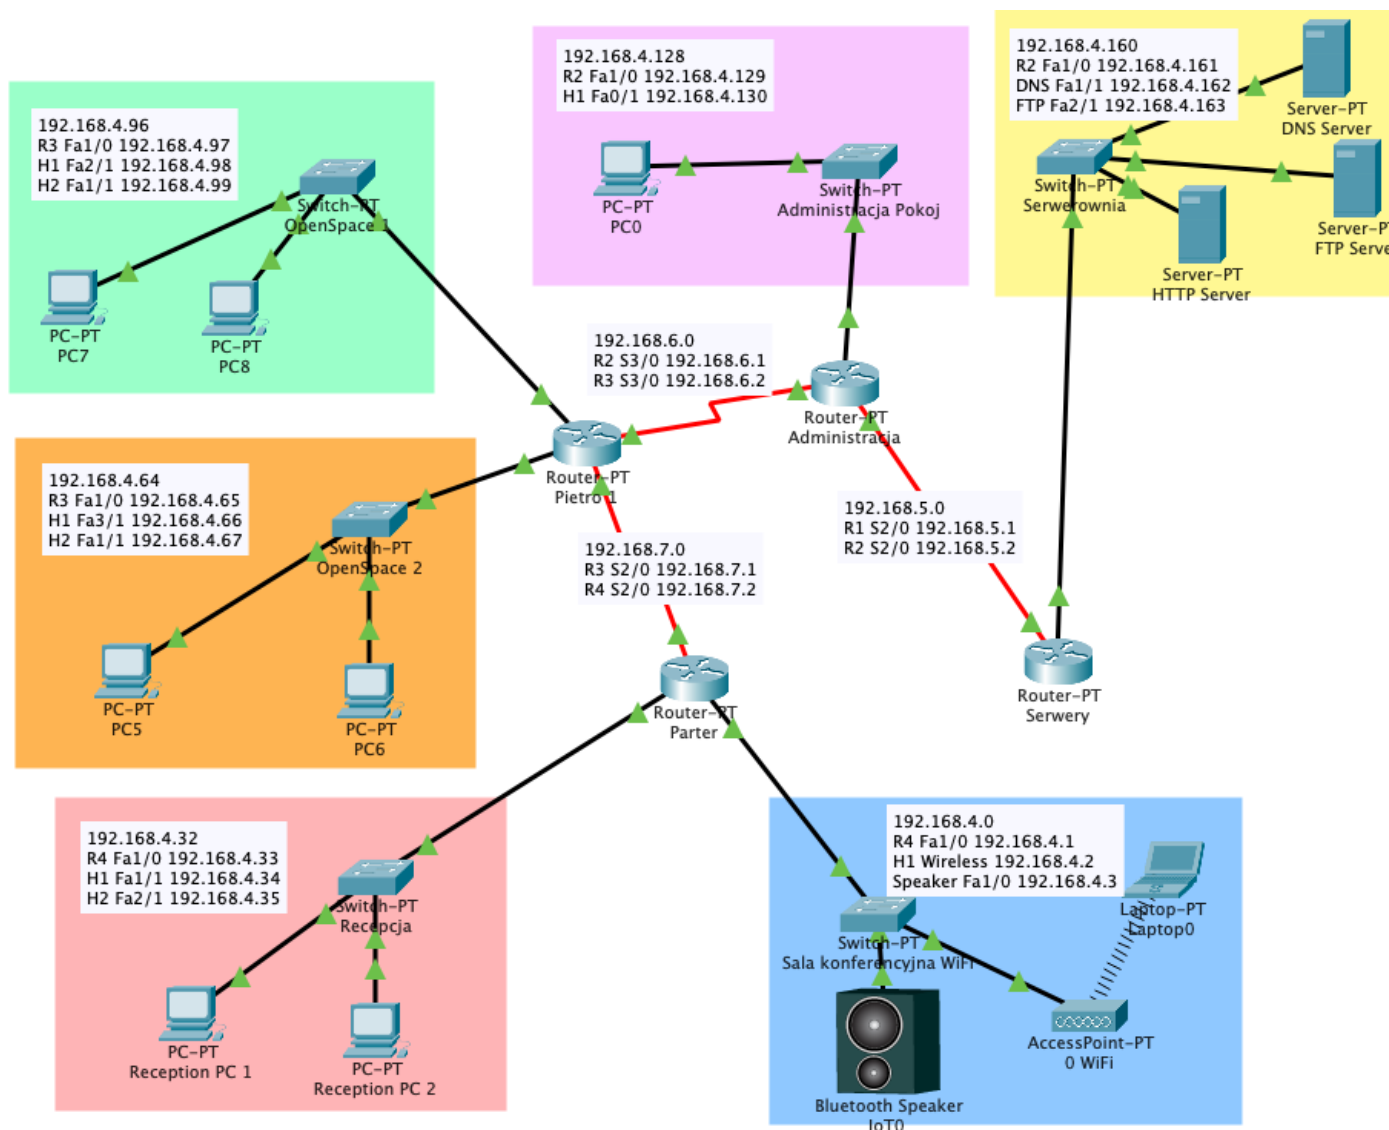 192.168.4.96
R3 Fa1/0 192.168.4.97
H1 Fa2/1 192.168.4.98
H2 Fa1/1 192.168.4.99
Switch-PT
OpenSpace 1
PC-PT
PC7
PC-PT
PC8
192.168.4.128
R2 Fa1/0 192.168.4.129
H1 Fa0/1 192.168.4.130
PC-PT
PC0
Switch-PT
Administracja Pokoj
192.168.4.160
R2 Fa1/0 192.168.4.161
DNS Fa1/1 192.168.4.162
FTP Fa2/1 192.168.4.163
Server-PT
DNS Server
Switch-PT
Serwerownia
Server-PT
FTP Server
Server-PT
HTTP Server
192.168.6.0
R2 S3/0 192.168.6.1
R3 S3/0 192.168.6.2
Router-PT
Administracja
Router-PT
Pietro 1
192.168.4.64
R3 Fa1/0 192.168.4.65
H1 Fa3/1 192.168.4.66
H2 Fa1/1 192.168.4.67
Switch-PT
OpenSpace 2
PC-PT
PC5
PC-PT
PC6
192.168.7.0
R3 S2/0 192.168.7.1
R4 S2/0 192.168.7.2
192.168.5.0
R1 S2/0 192.168.5.1
R2 S2/0 192.168.5.2
Router-PT
Parter
Router-PT
Serwery
192.168.4.32
R4 Fa1/0 192.168.4.33
H1 Fa1/1 192.168.4.34
H2 Fa2/1 192.168.4.35
Switch-PT
Recepcja
PC-PT
Reception PC 1
PC-PT
Reception PC 2
192.168.4.0
R4 Fa1/0 192.168.4.1
H1 Wireless 192.168.4.2
Speaker Fa1/0 192.168.4.3
Laptop-PT
Laptop0
Switch-PT
Sala konferencyjna WiFi
AccessPoint-PT
0 WiFi
Bluetooth Speaker
IoT0